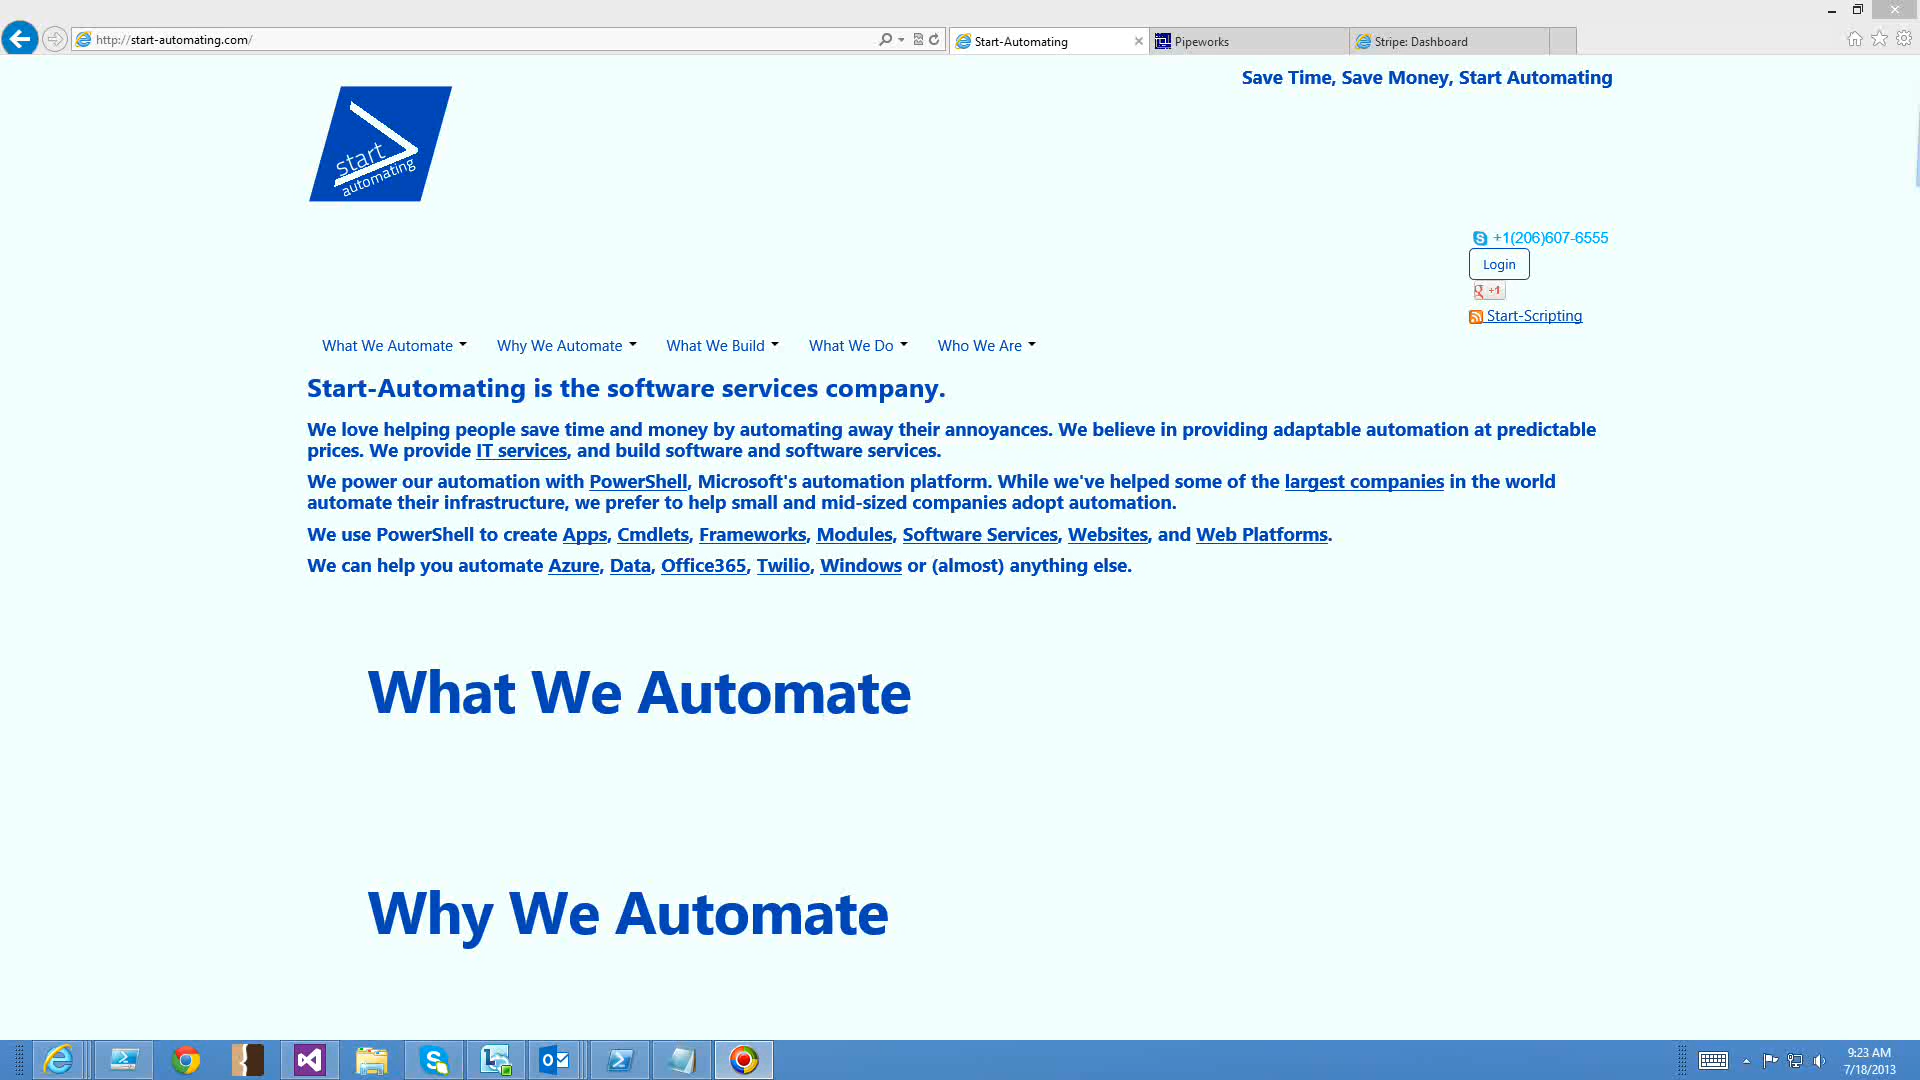 http://start-automating.com/
Start-Automating
Pipeworks
Stripe: Dashboard
Save Time, Save Money, Start Automating
start
automating
+1(206)607-6555
Login
g +1
Start-Scripting
What We Automate
Why We Automate
What We Build
What We Do
Who We Are
Start-Automating is the software services company.
We love helping people save time and money by automating away their annoyances. We believe in providing adaptable automation at predictable
prices. We provide IT services, and build software and software services.
We power our automation with PowerShell, Microsoft's automation platform. While we've helped some of the largest companies in the world
automate their infrastructure, we prefer to help small and mid-sized companies adopt automation.
We use PowerShell to create Apps, Cmdlets, Frameworks, Modules, Software Services, Websites, and Web Platforms.
We can help you automate Azure, Data, Office365, Twilio, Windows or (almost) anything else.
What We Automate
Why We Automate
9:23 AM
7/18/2013